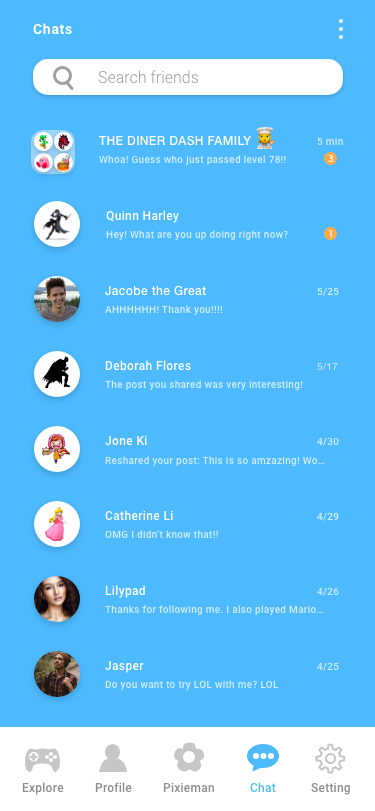 Chats
Search friends
THE DINER DASH FAMILY 5 min
Whoa! Guess who just passed level 78!! 3
Quinn Harley
Hey! What are you up doing right now? 1
Jacobe the Great 5/25
AHHHHHH! Thank you!!!!
Deborah Flores 5/17
The post you shared was very interesting!
Jone Ki 4/30
Reshared your post: This is so amzazing! Wo...
Catherine Li 4/29
OMG I didn't know that!!
Lilypad 4/26
Thanks for following me. I also played Mario...
Jasper 4/25
Do you want to try LOL with me? LOL
Explore Profile Pixieman Chat Setting